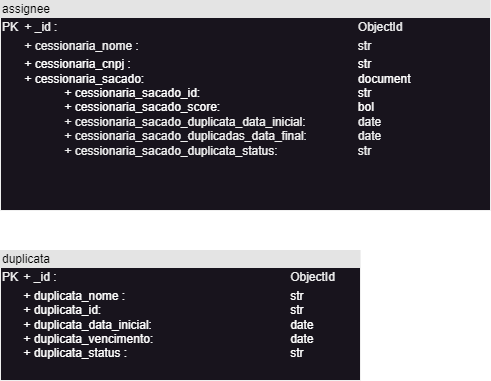 assignee
PK + _id : ObjectId
+ cessionaria_nome : str
+ cessionaria_cnpj : str
+ cessionaria_sacado: document
+ cessionaria_sacado_id: str
+ cessionaria_sacado_score: bol
+ cessionaria_sacado_duplicata_data_inicial: date
+ cessionaria_sacado_duplicadas_data_final: date
+ cessionaria_sacado_duplicata_status: str
duplicata
PK + _id : ObjectId
+ duplicata_nome : str
+ duplicata_id: str
+ duplicata_data_inicial: date
+ duplicata_vencimento: date
+ duplicata_status : str